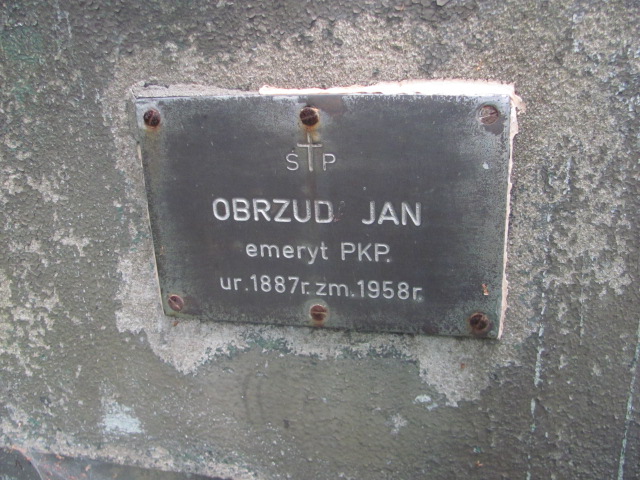 Ś†P
OBRZUD JAN
emeryt PKP.
ur.1887r.zm.1958r.